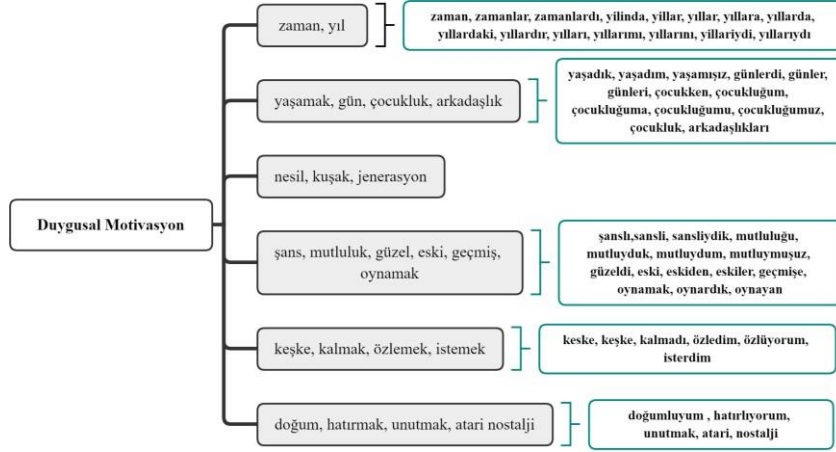 Duygusal Motivasyon
zaman, yıl
zaman, zamanlar, zamanlardı, yilinda, yillar, yıllar, yıllara, yıllarda,
yıllardaki, yıllardır, yılları, yıllarımı, yıllarını, yillariydi, yıllarıydı
yaşamak, gün, çocukluk, arkadaşlık
yaşadık, yaşadım, yaşamışız, günlerdi, günler,
günleri, çocukken, çocukluğum,
çocukluğuma, çocukluğumu, çocukluğumuz,
çocukluk, arkadaşlıkları
nesil, kuşak, jenerasyon
şans, mutluluk, güzel, eski, geçmiş,
oynamak
şanslı,sansli, sansliydik, mutluluğu,
mutluyduk, mutluydum, mutluymuşuz,
güzeldi, eski, eskiden, eskiler, geçmişe,
oynamak, oynardık, oynayan
keşke, kalmak, özlemek, istemek
keske, keşke, kalmadı, özledim, özlüyorum,
isterdim
doğum, hatırmak, unutmak, atari nostalji
doğumluyum , hatırlıyorum,
unutmak, atari, nostalji